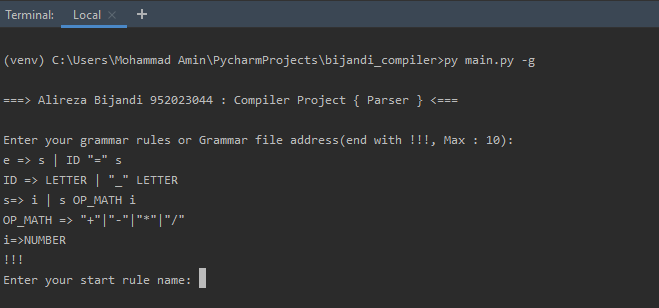 Terminal: Local × +
(venv) C:\Users\Mohammad Amin\PycharmProjects\bijandi_compiler>py main.py -g
===> Alireza Bijandi 952023044 : Compiler Project { Parser } <===
Enter your grammar rules or Grammar file address(end with !!!, Max : 10):
e => s | ID "=" s
ID => LETTER | "_" LETTER
s=> i | s OP_MATH i
OP_MATH => "+"|"-"|"*"|"/"
i=>NUMBER
!!!
Enter your start rule name: